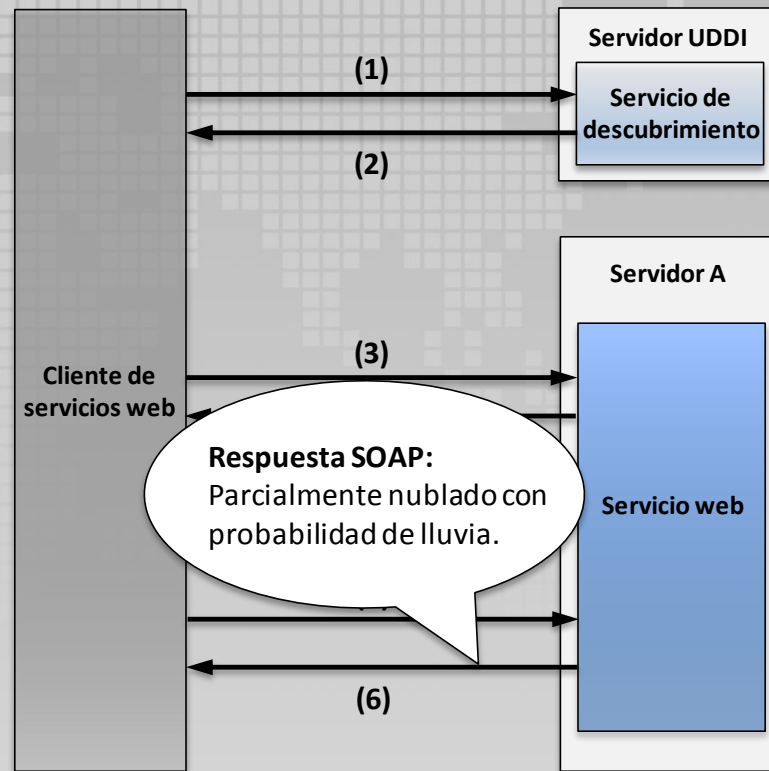 Servidor UDDI
(1)
Servicio de
descubrimiento
(2)
Servidor A
(3)
Cliente de
servicios web
Respuesta SOAP:
Parcialmente nublado con
probabilidad de lluvia.
Servicio web
(6)